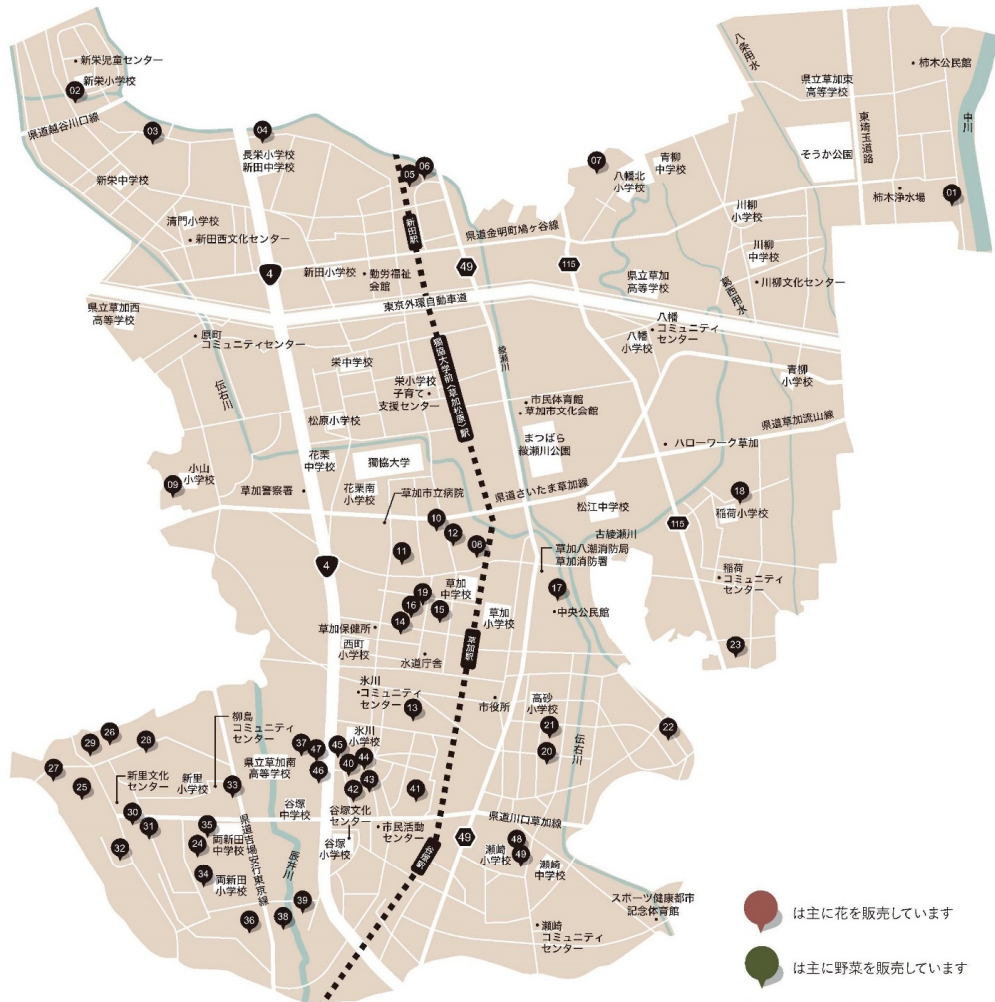 新栄児童センター
新栄小学校
02
県道越谷川口線
03
04
長栄小学校
新田中学校
新栄中学校
05
06
07
八幡北
小学校
青柳
中学校
八条用水
柿木公民館
県立草加東
高等学校
東埼玉道路
中川
そうか公園
柿木浄水場
01
川柳
小学校
川柳
中学校
川柳文化センター
葛西用水
清門小学校
新田西文化センター
新田駅
県道金明町鳩ヶ谷線
4
49
115
新田小学校
勤労福祉
会館
県立草加
高等学校
東京外環自動車道
県立草加西
高等学校
原町
コミュニティセンター
八幡
コミュニティ
センター
八幡
小学校
青柳
小学校
伝右川
栄中学校
栄小学校
子育て
支援センター
獨協大学前〈草加松原〉駅
綾瀬川
市民体育館
草加市文化会館
県道草加流山線
松原小学校
まつばら
綾瀬川公園
ハローワーク草加
花栗
中学校
獨協大学
小山
小学校
09
草加警察署
花栗南
小学校
草加市立病院
県道さいたま草加線
松江中学校
18
稲荷小学校
10
12
08
11
古綾瀬川
115
4
草加八潮消防局
草加消防署
17
中央公民館
稲荷
コミュニティ
センター
19
16
15
14
草加
中学校
草加
小学校
草加保健所
西町
小学校
水道庁舎
草加駅
23
氷川
コミュニティ
センター
13
市役所
高砂
小学校
21
20
22
伝右川
柳島
コミュニティ
センター
26
29
28
27
25
新里文化
センター
新里
小学校
33
37
47
45
氷川
小学校
44
40
46
43
42
41
県立草加南
高等学校
谷塚
中学校
谷塚文化
センター
30
31
32
35
24
両新田
中学校
34
両新田
小学校
36
38
39
県道吉場安行東京線
辰井川
谷塚
小学校
市民活動
センター
谷塚駅
49
県道川口草加線
48
49
瀬崎
小学校
瀬崎
中学校
スポーツ健康都市
記念体育館
瀬崎
コミュニティ
センター
は主に花を販売しています
は主に野菜を販売しています